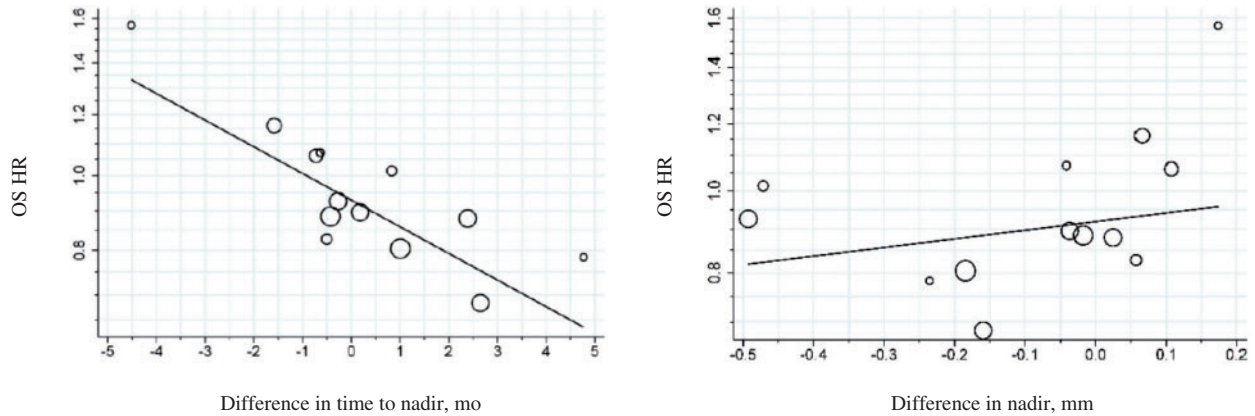 OS HR
1.6
1.4
1.2
1.0
0.8
-5 -4 -3 -2 -1 0 1 2 3 4 5
Difference in time to nadir, mo
OS HR
1.6
1.4
1.2
1.0
0.8
-0.5 -0.4 -0.3 -0.2 -0.1 0.0 0.1 0.2
Difference in nadir, mm